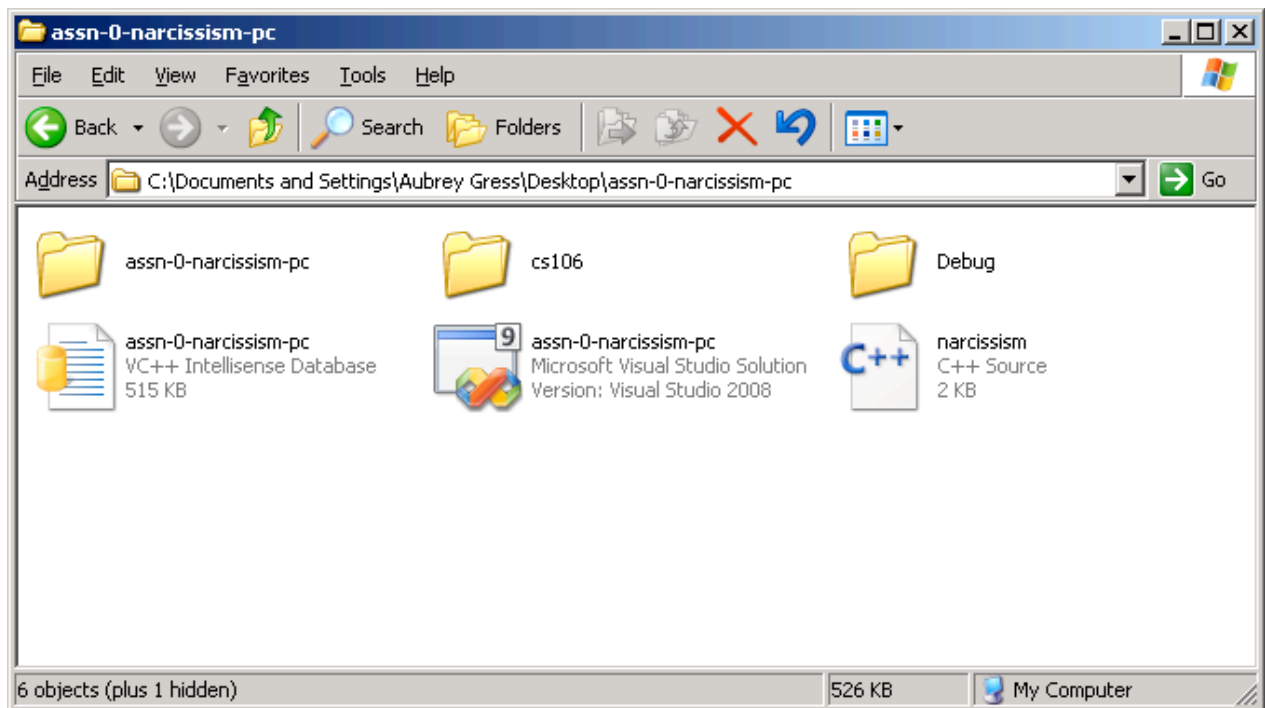 assn-0-narcissism-pc
File Edit View Favorites Tools Help
Back Search Folders
Address C:\Documents and Settings\Aubrey Gress\Desktop\assn-0-narcissism-pc Go
assn-0-narcissism-pc
cs106
Debug
assn-0-narcissism-pc
VC++ Intellisense Database
515 KB
9
assn-0-narcissism-pc
Microsoft Visual Studio Solution
Version: Visual Studio 2008
C++
narcissism
C++ Source
2 KB
6 objects (plus 1 hidden) 526 KB My Computer